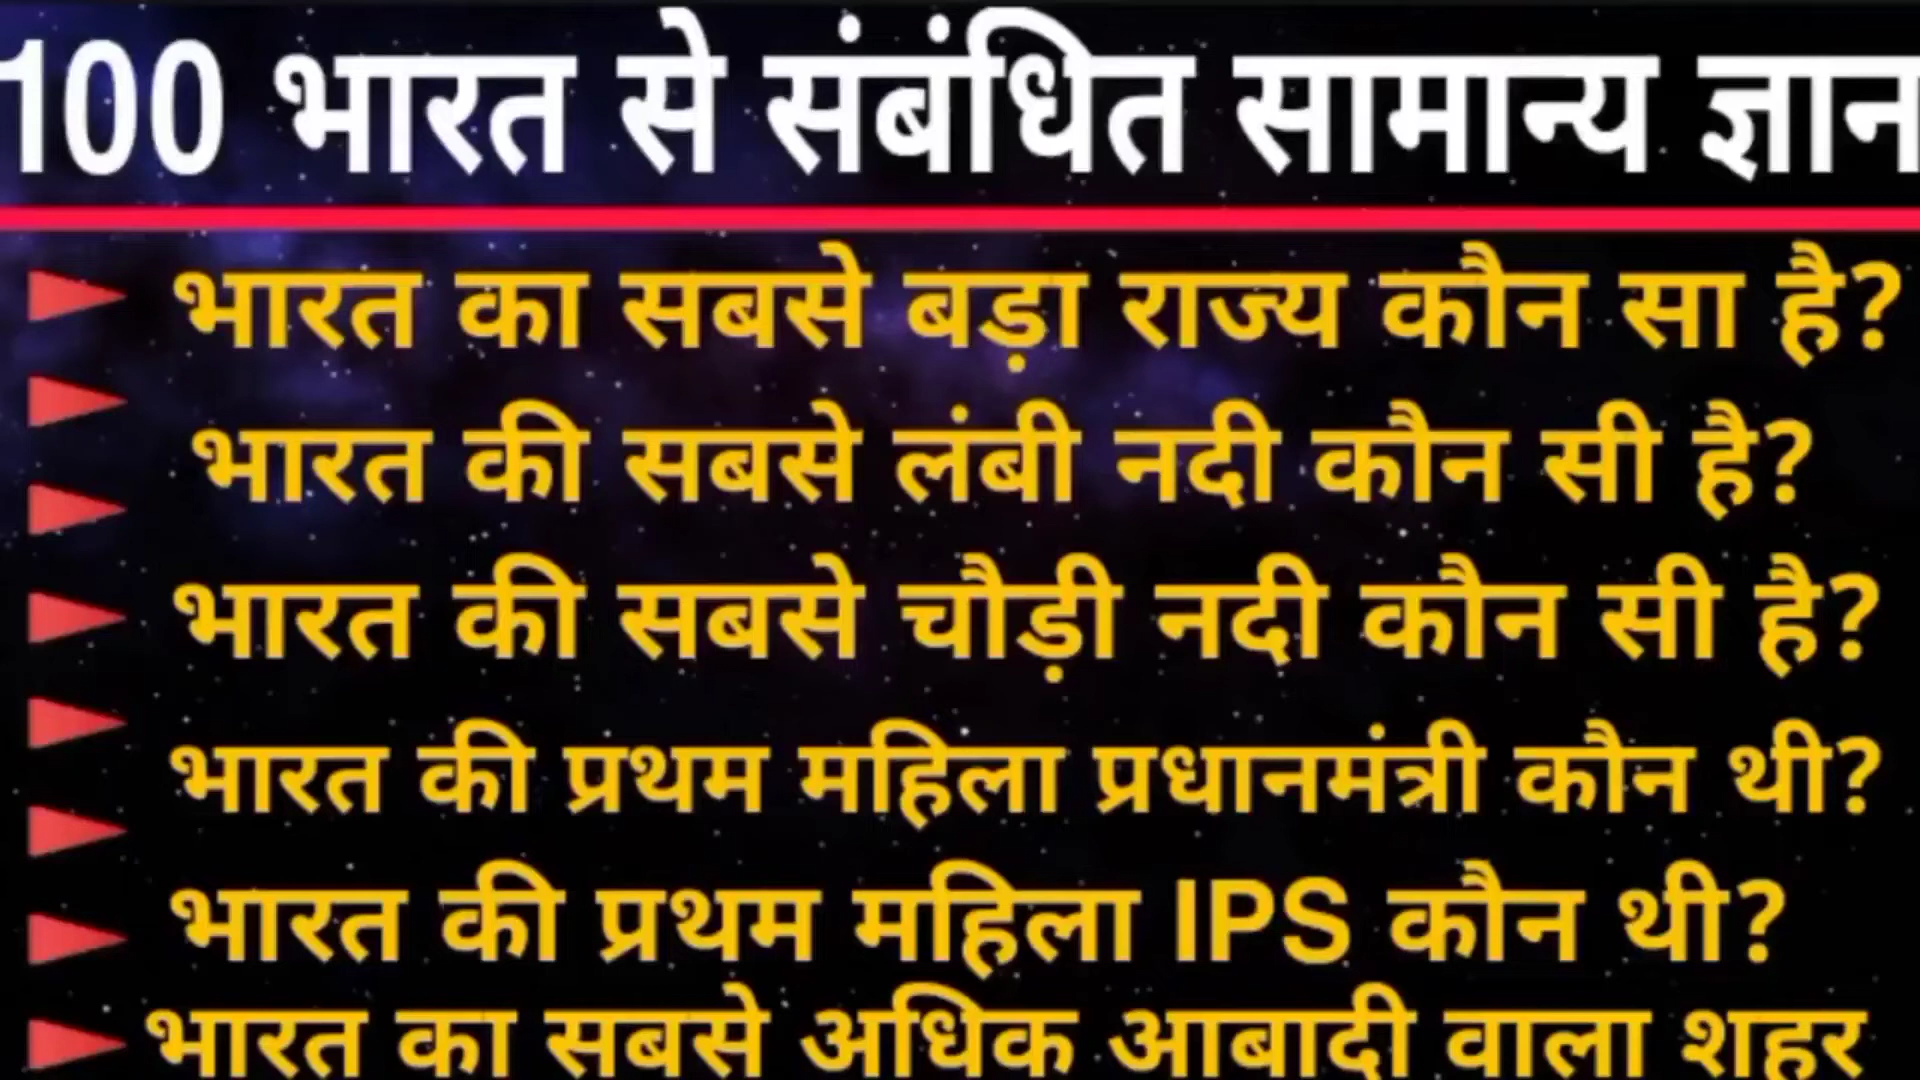 100 भारत से संबंधित सामान्य ज्ञान
भारत का सबसे बड़ा राज्य कौन सा है?
भारत की सबसे लंबी नदी कौन सी है?
भारत की सबसे चौड़ी नदी कौन सी है?
भारत की प्रथम महिला प्रधानमंत्री कौन थी?
भारत की प्रथम महिला IPS कौन थी?
भारत का सबसे अधिक आबादी वाला शहर